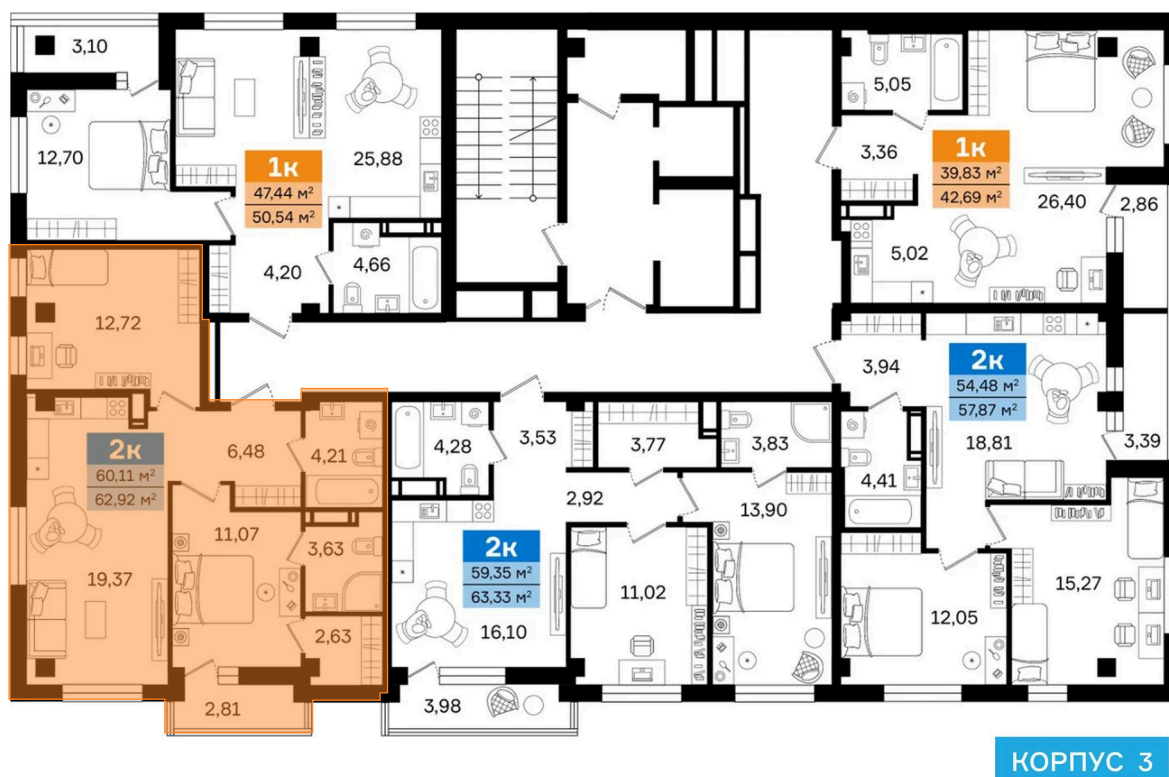 3,10
12,70
25,88
1к
47,44 м²
50,54 м²
4,20
4,66
5,05
3,36
1к
39,83 м²
42,69 м²
26,40
2,86
5,02
12,72
2к
60,11 м²
62,92 м²
6,48
4,21
11,07
3,63
19,37
2,63
2,81
4,28
3,53
3,77
3,83
2,92
13,90
2к
59,35 м²
63,33 м²
11,02
16,10
3,98
3,94
2к
54,48 м²
57,87 м²
18,81
3,39
4,41
15,27
12,05
КОРПУС 3